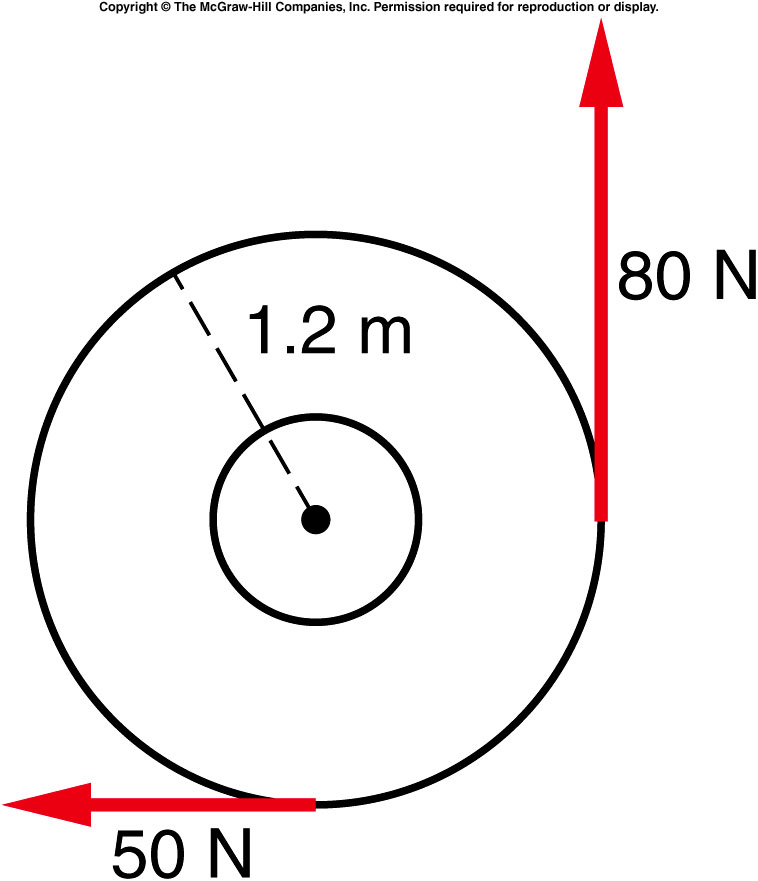 Copyright © The McGraw-Hill Companies, Inc. Permission required for reproduction or display.
80 N
1.2 m
50 N